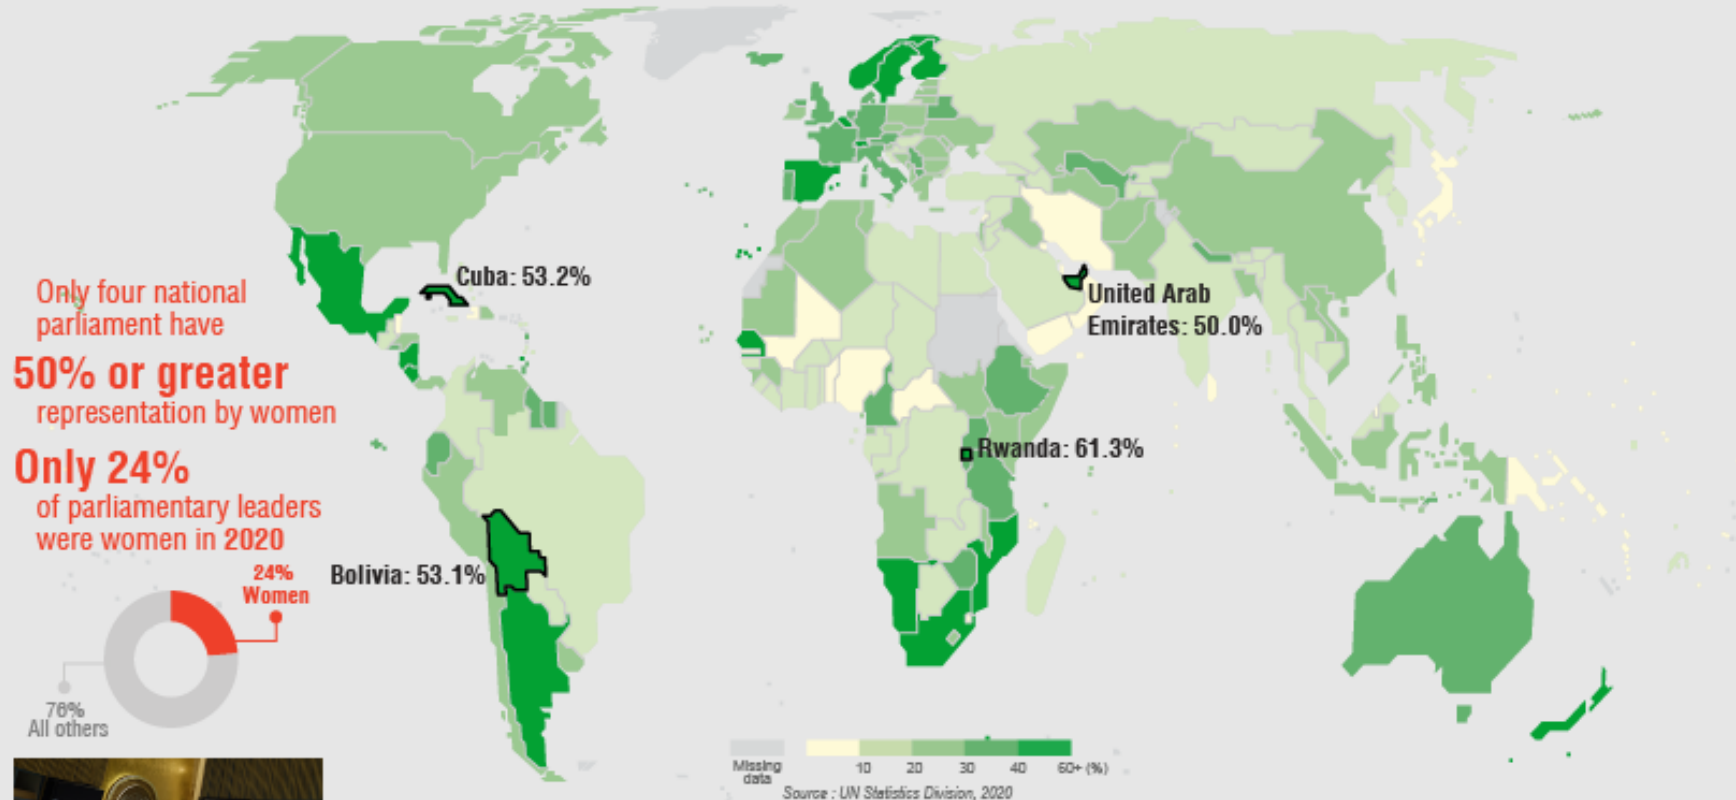 Only four national
parliament have
50% or greater
representation by women
Only 24%
of parliamentary leaders
were women in 2020
24%
Women
76%
All others
Cuba: 53.2%
Bolivia: 53.1%
United Arab
Emirates: 50.0%
Rwanda: 61.3%
Missing
data
10 20 30 40 60+ (%)
Source : UN Statistics Division, 2020